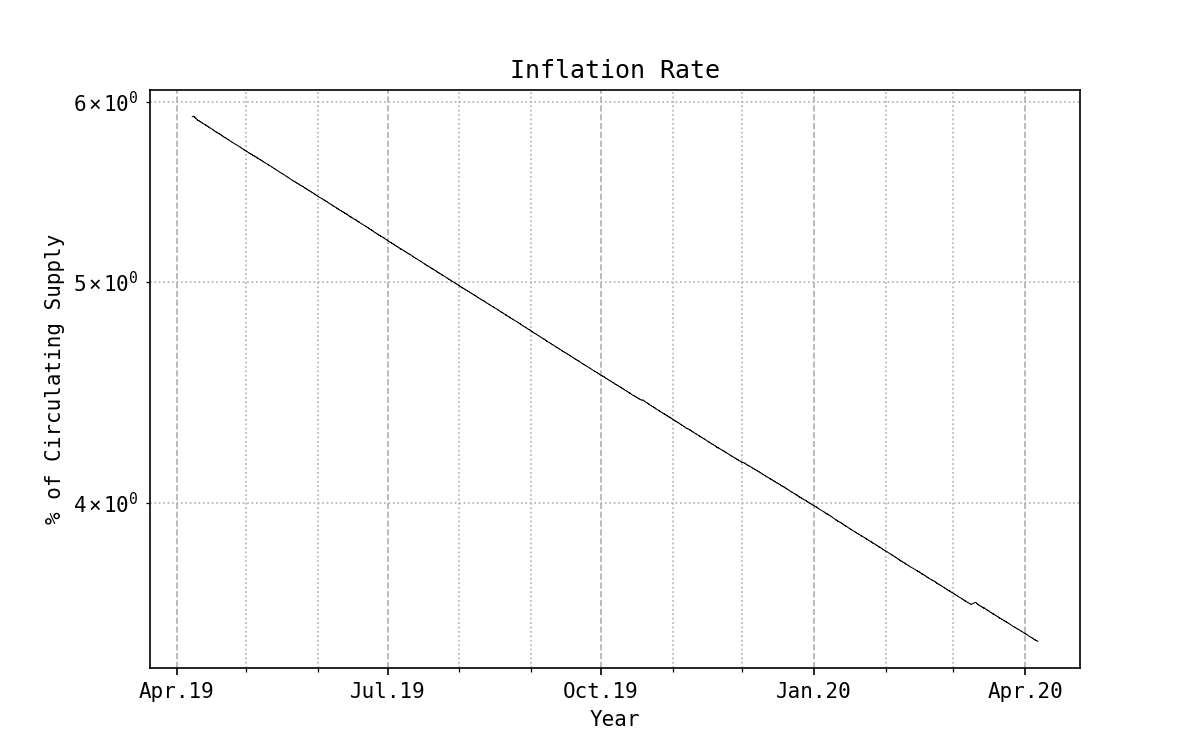 Inflation Rate
6×10⁰
5×10⁰
4×10⁰
% of Circulating Supply
Apr.19 Jul.19 Oct.19 Jan.20 Apr.20
Year